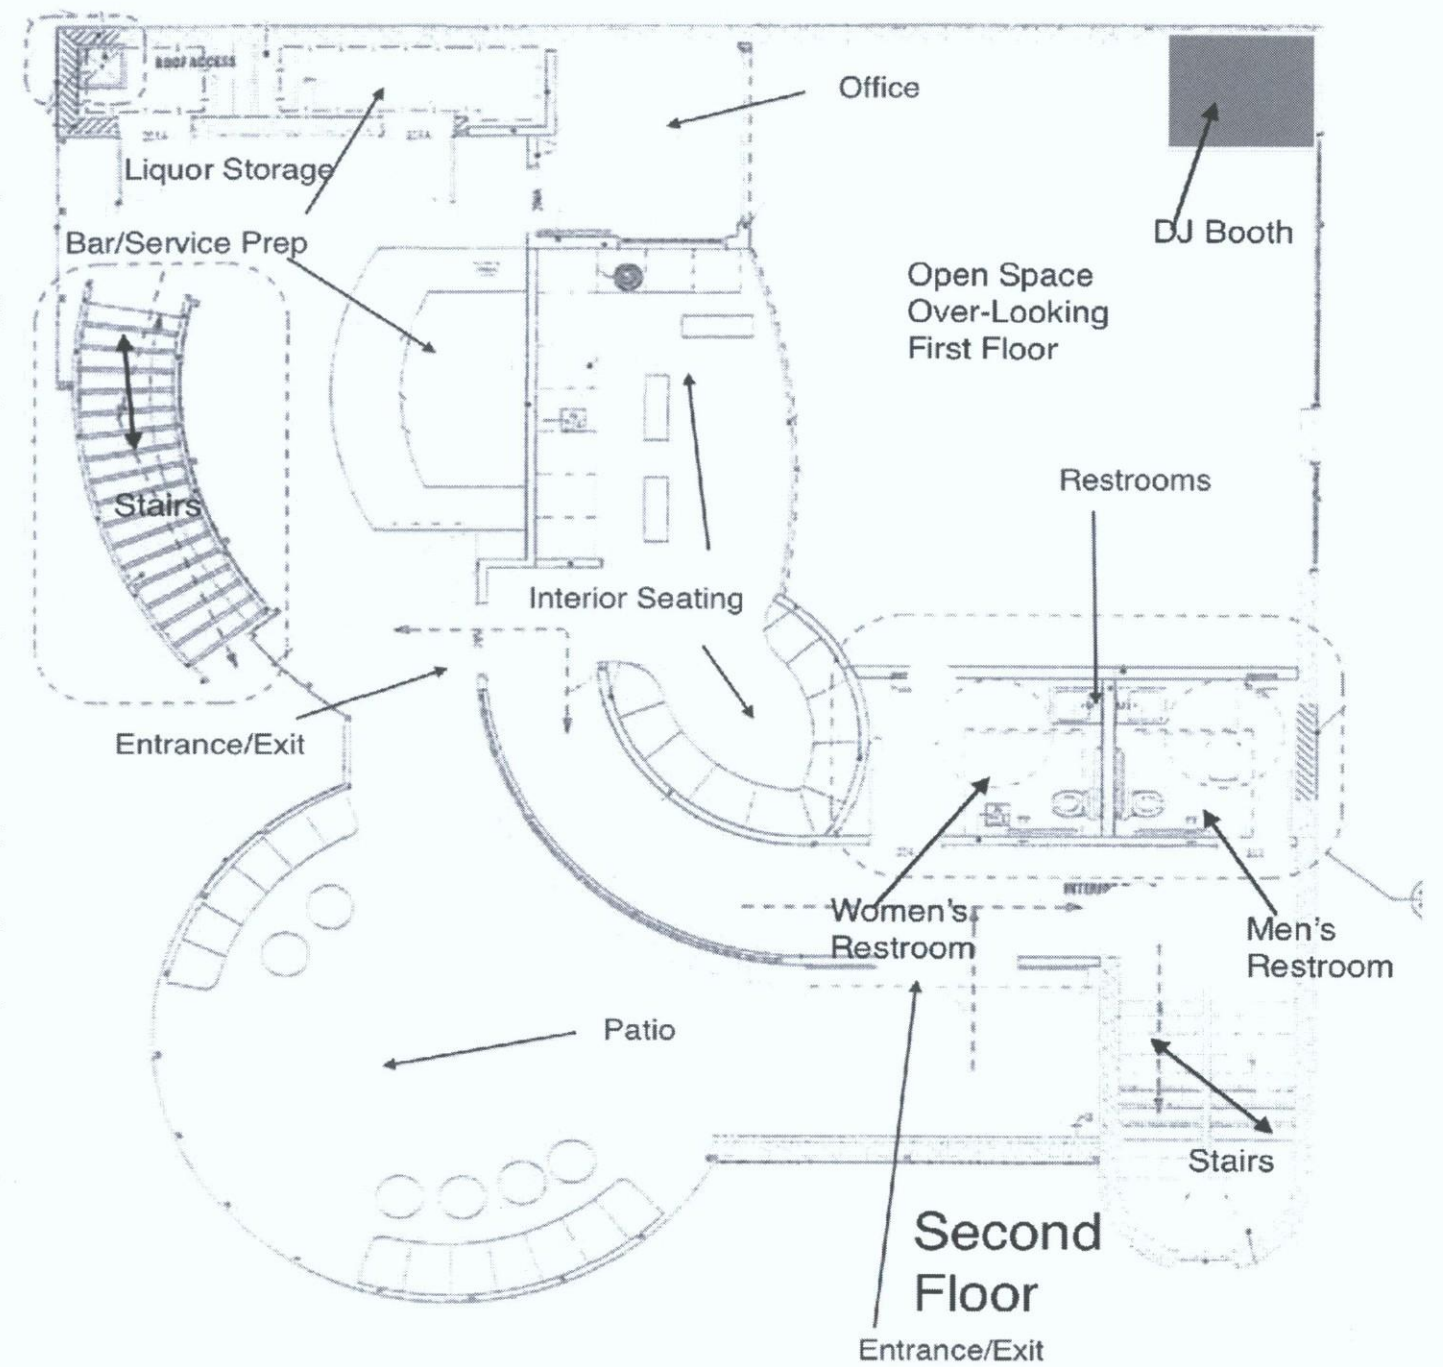 ROOF ACCESS
Office
Liquor Storage
DJ Booth
Bar/Service Prep
Open Space
Over-Looking
First Floor
Restrooms
Stairs
Interior Seating
Entrance/Exit
Women's
Restroom
Men's
Restroom
Patio
Stairs
Second
Floor
Entrance/Exit